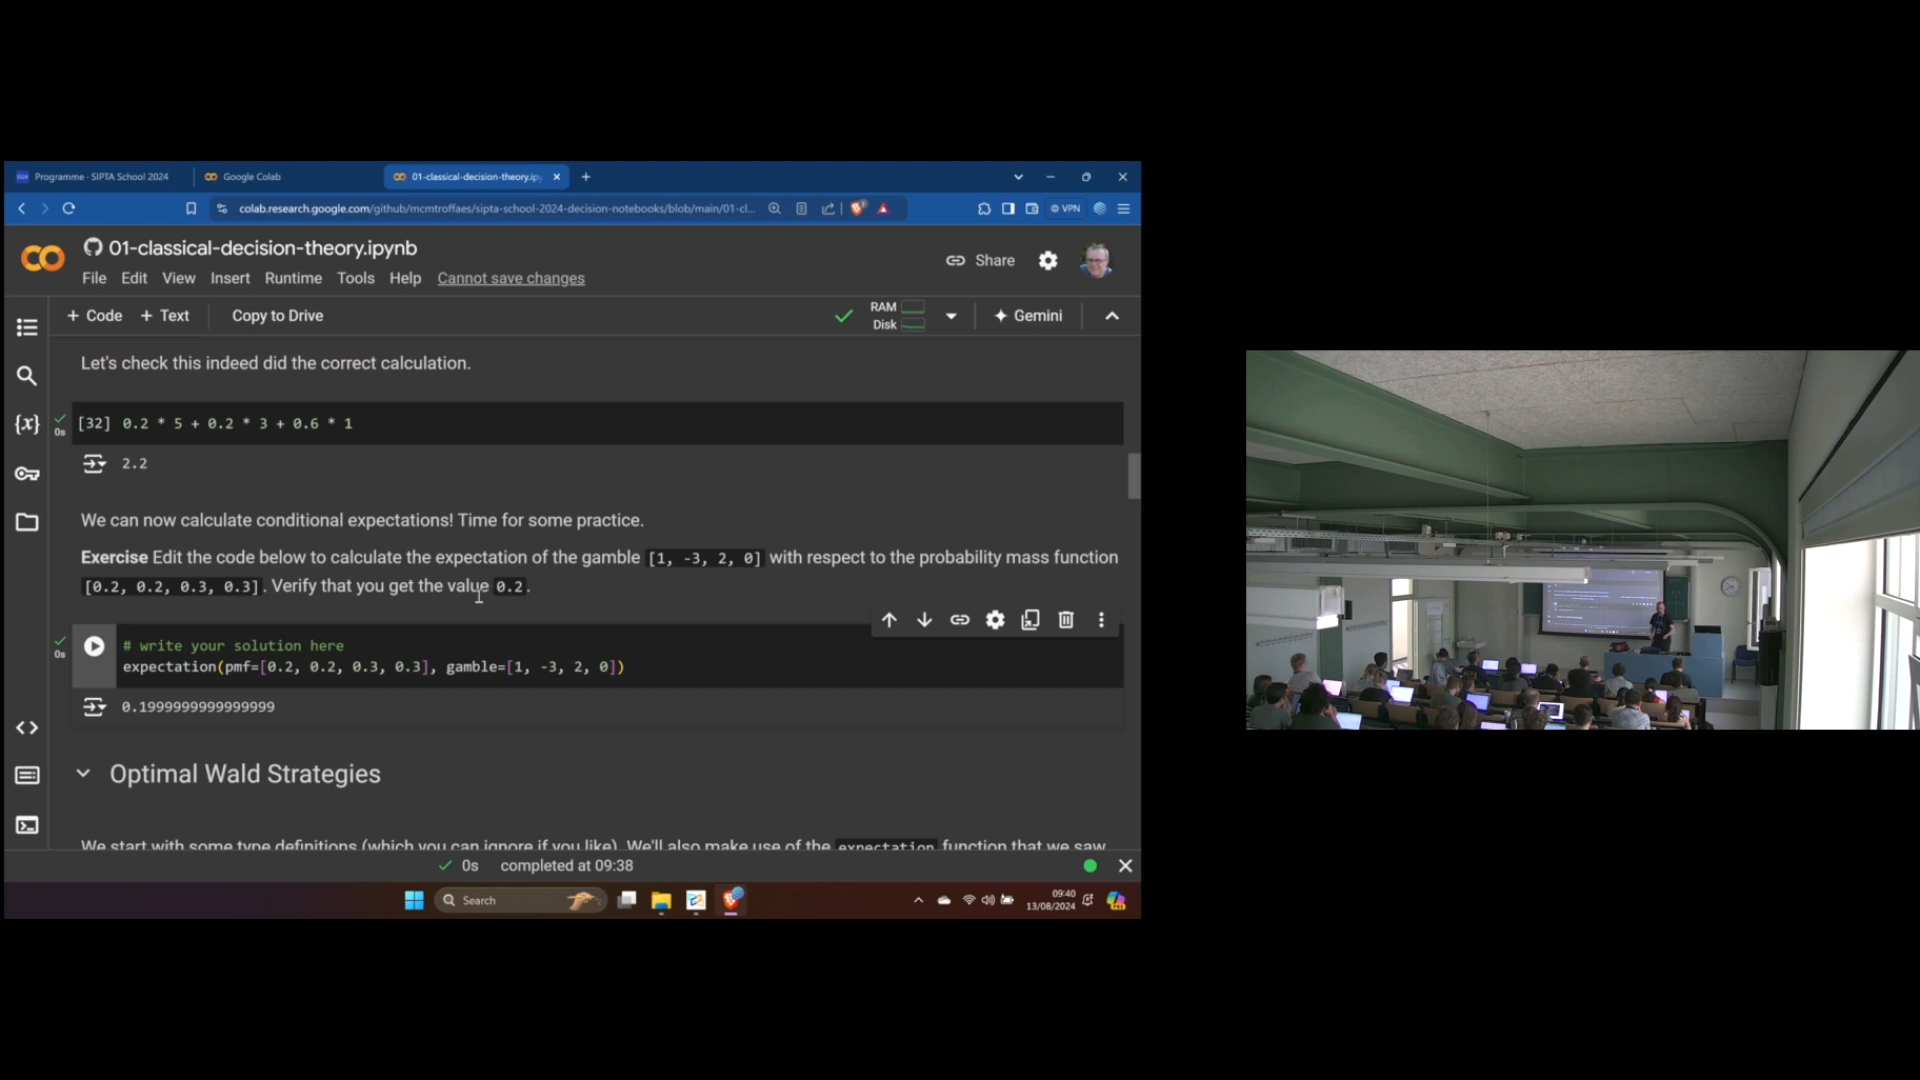 Programme - SIPTA School 2024
Google Colab
01-classical-decision-theory.ip
colab.research.google.com/github/mcmtroffaes/sipta-school-2024-decision-notebooks/blob/main/01-cl...
VPN
01-classical-decision-theory.ipynb
Share
File Edit View Insert Runtime Tools Help Cannot save changes
+ Code + Text Copy to Drive
RAM
Disk
Gemini
Let's check this indeed did the correct calculation.
[32] 0.2 * 5 + 0.2 * 3 + 0.6 * 1
0s
2.2
We can now calculate conditional expectations! Time for some practice.
Exercise Edit the code below to calculate the expectation of the gamble [1, -3, 2, 0] with respect to the probability mass function
[0.2, 0.2, 0.3, 0.3]. Verify that you get the value 0.2.
# write your solution here
0s
expectation(pmf=[0.2, 0.2, 0.3, 0.3], gamble=[1, -3, 2, 0])
0.1999999999999999
Optimal Wald Strategies
We start with some type definitions (which you can ignore if you like). We'll also make use of the expectation function that we saw
0s completed at 09:38
Search
09:40
13/08/2024